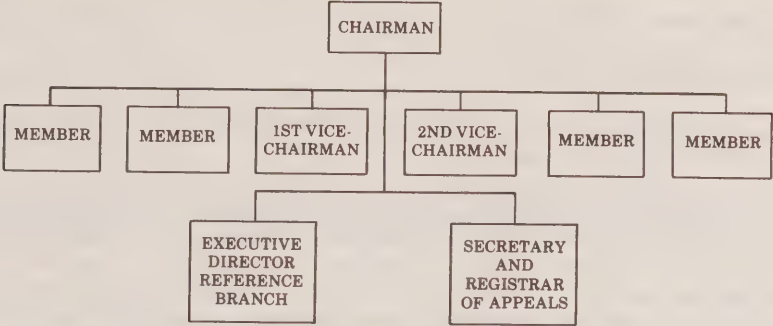 CHAIRMAN
MEMBER
MEMBER
1ST VICE-
CHAIRMAN
2ND VICE-
CHAIRMAN
MEMBER
MEMBER
EXECUTIVE
DIRECTOR
REFERENCE
BRANCH
SECRETARY
AND
REGISTRAR
OF APPEALS